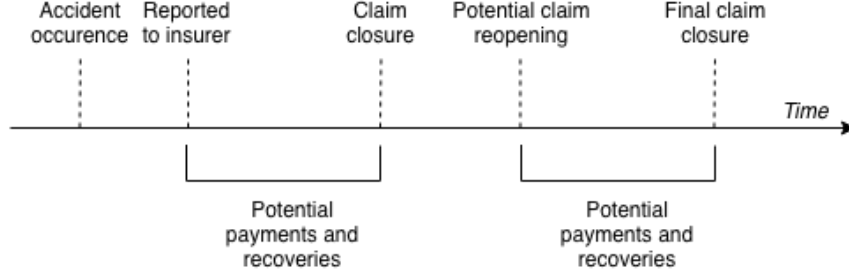 Accident
occurence
Reported
to insurer
Claim
closure
Potential claim
reopening
Final claim
closure
Time
Potential
payments and
recoveries
Potential
payments and
recoveries